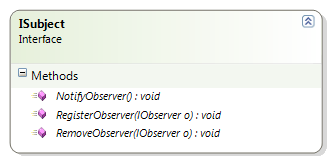 ISubject
Interface
Methods
NotifyObserver() : void
RegisterObserver(IObserver o) : void
RemoveObserver(IObserver o) : void